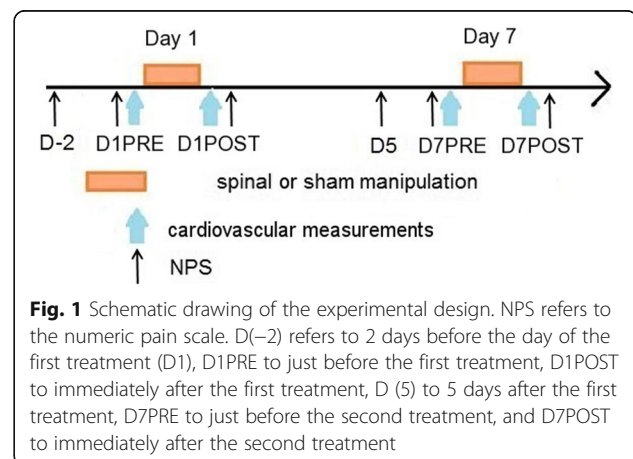 Day 1 Day 7
D-2 D1PRE D1POST D5 D7PRE D7POST
spinal or sham manipulation
cardiovascular measurements
NPS
Fig. 1 Schematic drawing of the experimental design. NPS refers to
the numeric pain scale. D(−2) refers to 2 days before the day of the
first treatment (D1), D1PRE to just before the first treatment, D1POST
to immediately after the first treatment, D (5) to 5 days after the first
treatment, D7PRE to just before the second treatment, and D7POST
to immediately after the second treatment